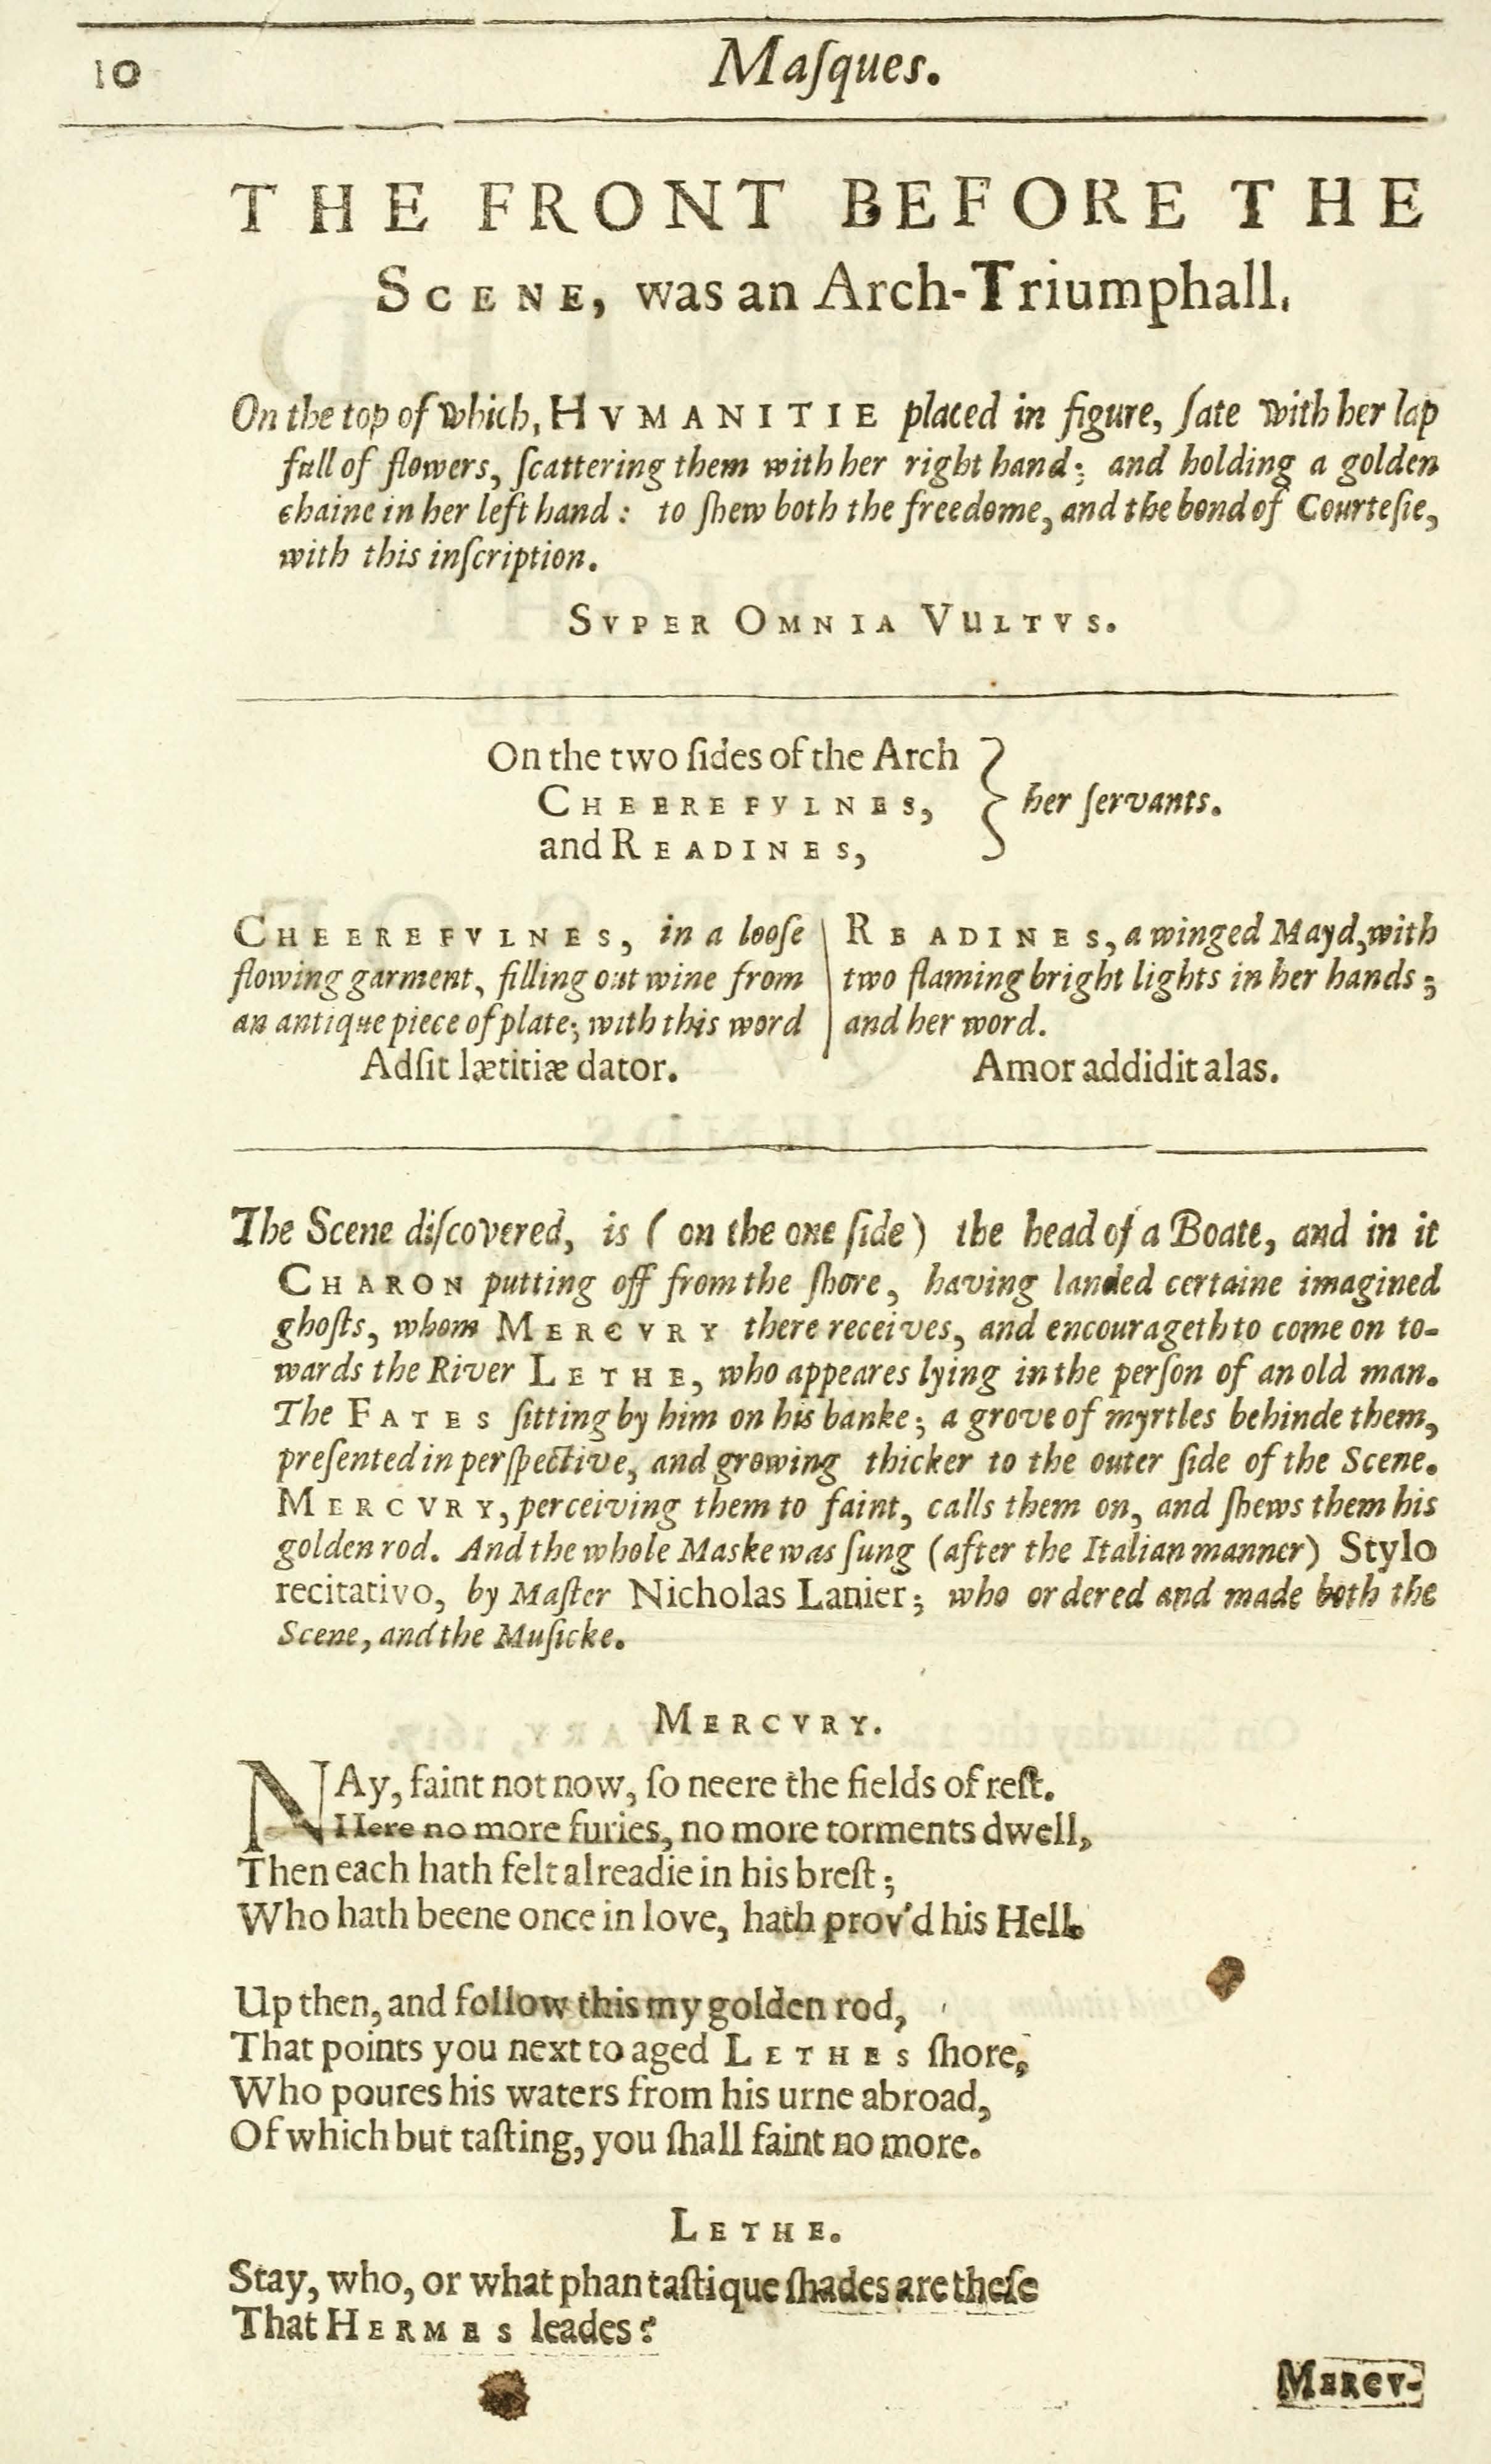 10
Maſques.
THE FRONT BEFORE THE
SCENE, was an Arch-Triumphall.
On the top of which, HVMANITIE placed in figure, ſate with her lap
full of flowers, ſcattering them with her right hand; and holding a golden
chaine in her left hand: to ſhew both the freedome, and the bond of Courteſie,
with this inſcription.
SVPER OMNIA VULTVS.
On the two ſides of the Arch
CHEEREFVLNES,
and READINES,
her ſervants.
CHEEREFVLNES, in a looſe
flowing garment, filling out wine from
an antique piece of plate; with this word
Adſit lætitiæ dator.
READINES, a winged Mayd, with
two flaming bright lights in her hands;
and her word.
Amor addidit alas.
The Scene diſcovered, is (on the one ſide) the head of a Boate, and in it
CHARON putting off from the ſhore, having landed certaine imagined
ghoſts, whom MERCVRY there receives, and encourageth to come on to-
wards the River LETHE, who appeares lying in the perſon of an old man.
The FATES ſitting by him on his banke; a grove of myrtles behinde them,
preſented in perſpective, and growing thicker to the outer ſide of the Scene.
MERCVRY, perceiving them to faint, calls them on, and ſhews them his
golden rod. And the whole Maske was ſung (after the Italian manner) Stylo
recitativo, by Maſter Nicholas Lanier; who ordered and made both the
Scene, and the Muſicke.
MERCVRY.
NAy, faint not now, ſo neere the fields of reſt.
Here no more furies, no more torments dwell,
Then each hath felt alreadie in his breſt;
Who hath beene once in love, hath prov'd his Hell.
Up then, and follow this my golden rod,
That points you next to aged LETHES ſhore,
Who poures his waters from his urne abroad,
Of which but taſting, you ſhall faint no more.
LETHE.
Stay, who, or what phantaſtique ſhades are theſe
That HERMES leades?
MERCV-